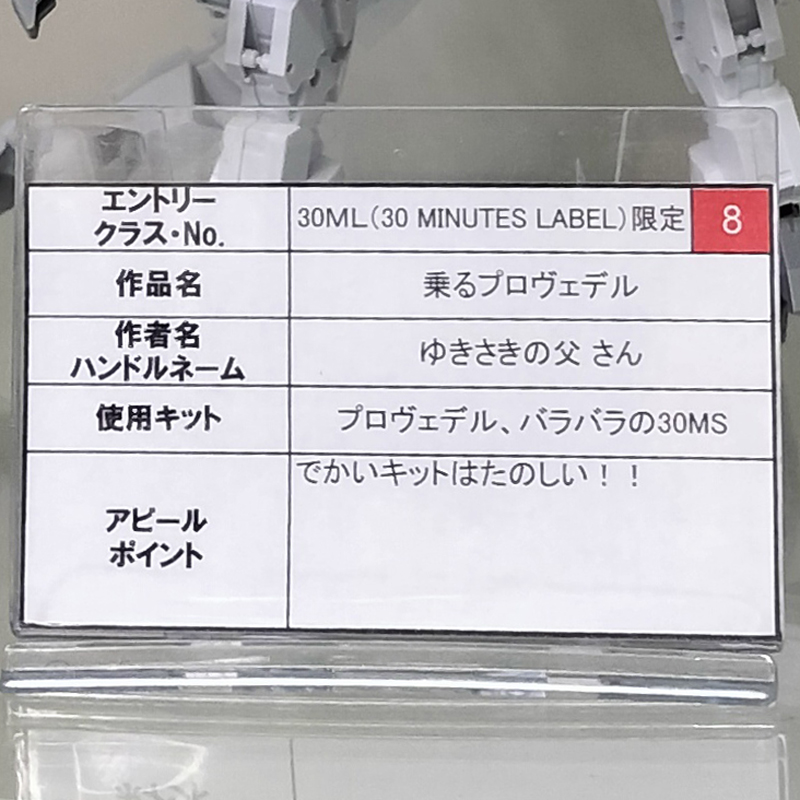 エントリー
クラス・No.
30ML(30 MINUTES LABEL)限定
8
作品名
乗るプロヴェデル
作者名
ハンドルネーム
ゆきさきの父 さん
使用キット
プロヴェデル、バラバラの30MS
アピール
ポイント
でかいキットはたのしい！！